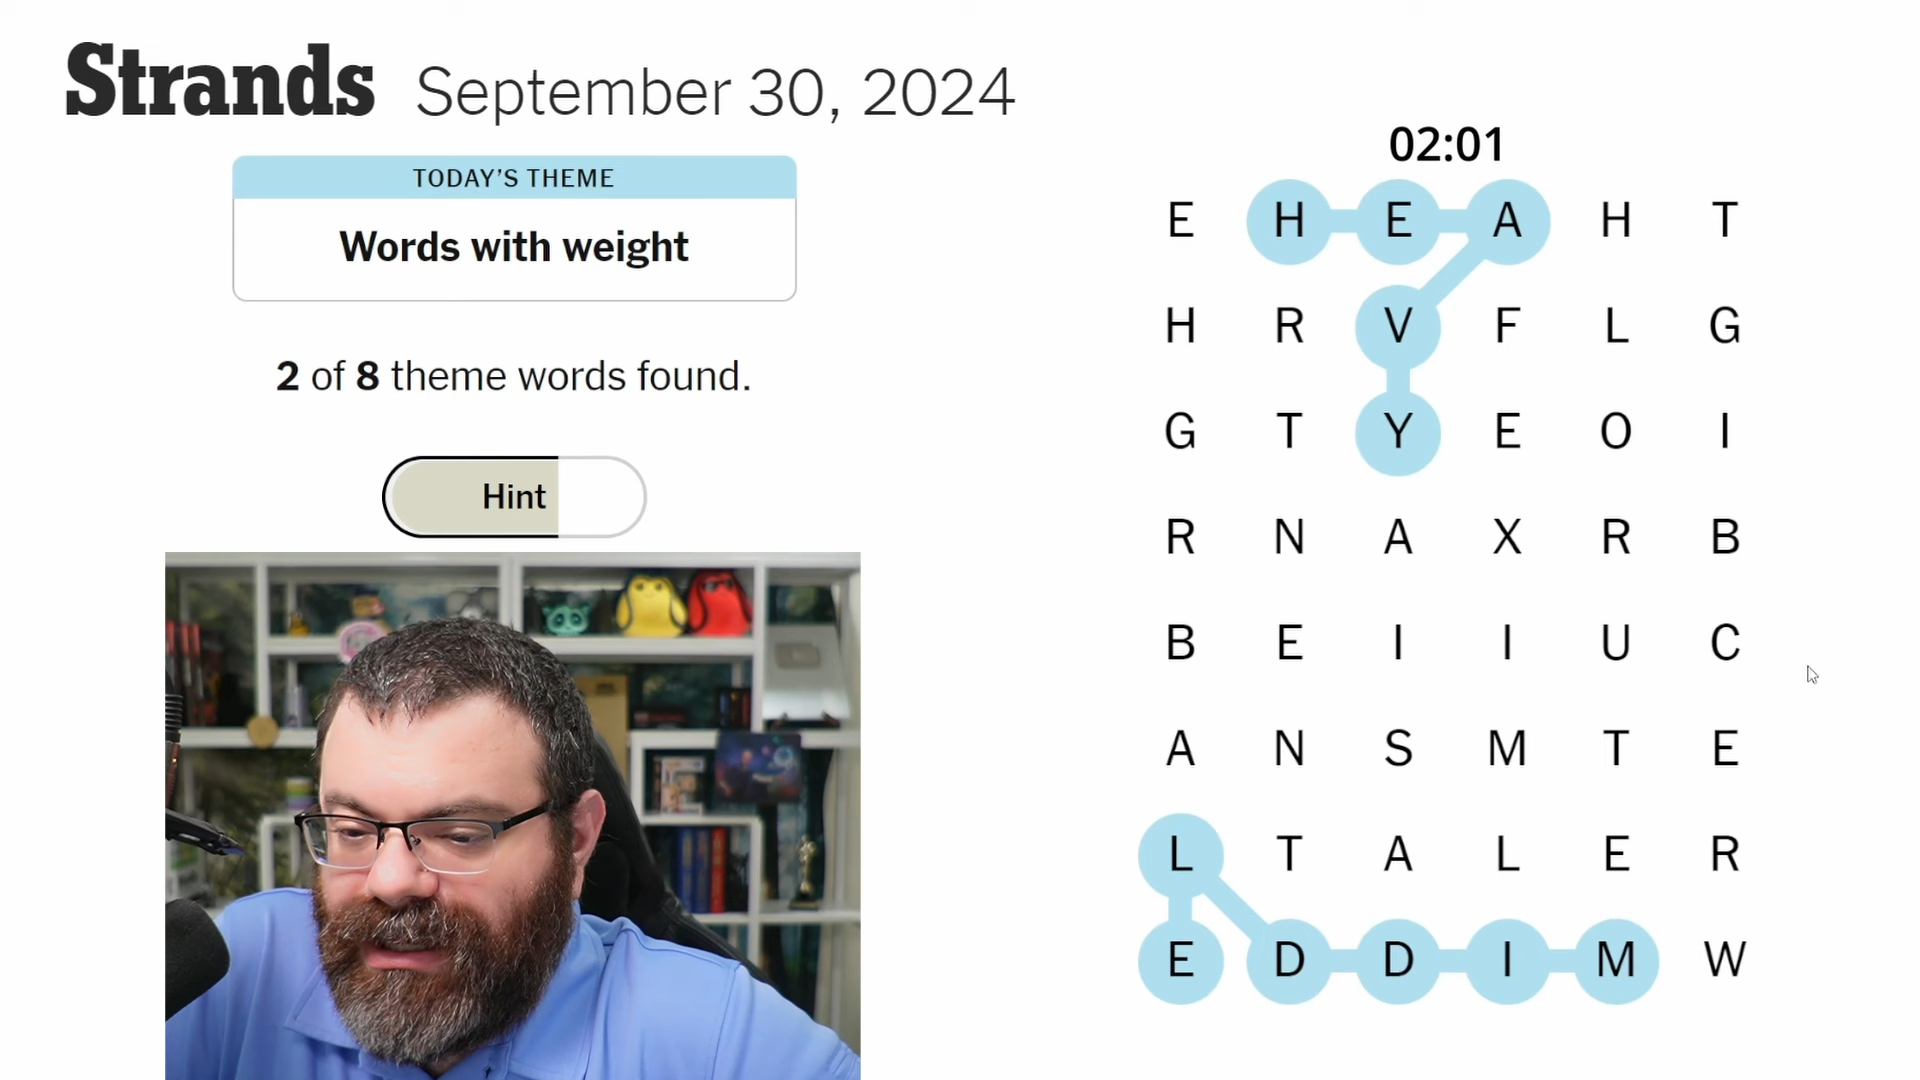 Strands September 30, 2024
TODAY'S THEME
Words with weight
2 of 8 theme words found.
Hint
02:01
E H E A H T
H R V F L G
G T Y E O I
R N A X R B
B E I I U C
A N S M T E
L T A L E R
E D D I M W